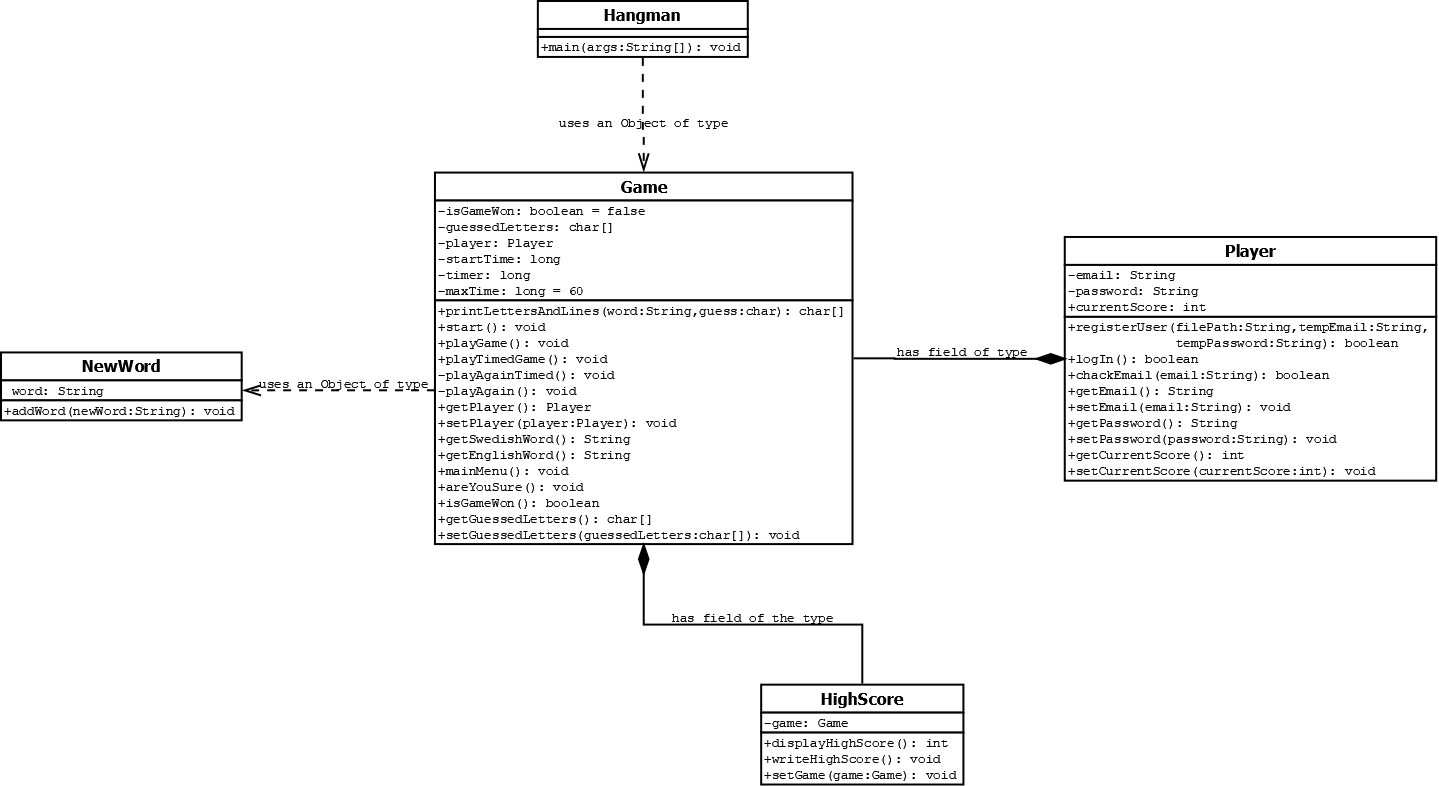 Hangman
+main(args:String[]): void
uses an Object of type
Game
-isGameWon: boolean = false
-guessedLetters: char[]
-player: Player
-startTime: long
-timer: long
-maxTime: long = 60
+printLettersAndLines(word:String,guess:char): char[]
+start(): void
+playGame(): void
+playTimedGame(): void
-playAgainTimed(): void
-playAgain(): void
+getPlayer(): Player
+setPlayer(player:Player): void
+getSwedishWord(): String
+getEnglishWord(): String
+mainMenu(): void
+areYouSure(): void
+isGameWon(): boolean
+getGuessedLetters(): char[]
+setGuessedLetters(guessedLetters:char[]): void
has field of type
Player
-email: String
-password: String
+currentScore: int
+registerUser(filePath:String,tempEmail:String,
tempPassword:String): boolean
+logIn(): boolean
+chackEmail(email:String): boolean
+getEmail(): String
+setEmail(email:String): void
+getPassword(): String
+setPassword(password:String): void
+getCurrentScore(): int
+setCurrentScore(currentScore:int): void
uses an Object of type
NewWord
word: String
+addWord(newWord:String): void
has field of the type
HighScore
-game: Game
+displayHighScore(): int
+writeHighScore(): void
+setGame(game:Game): void